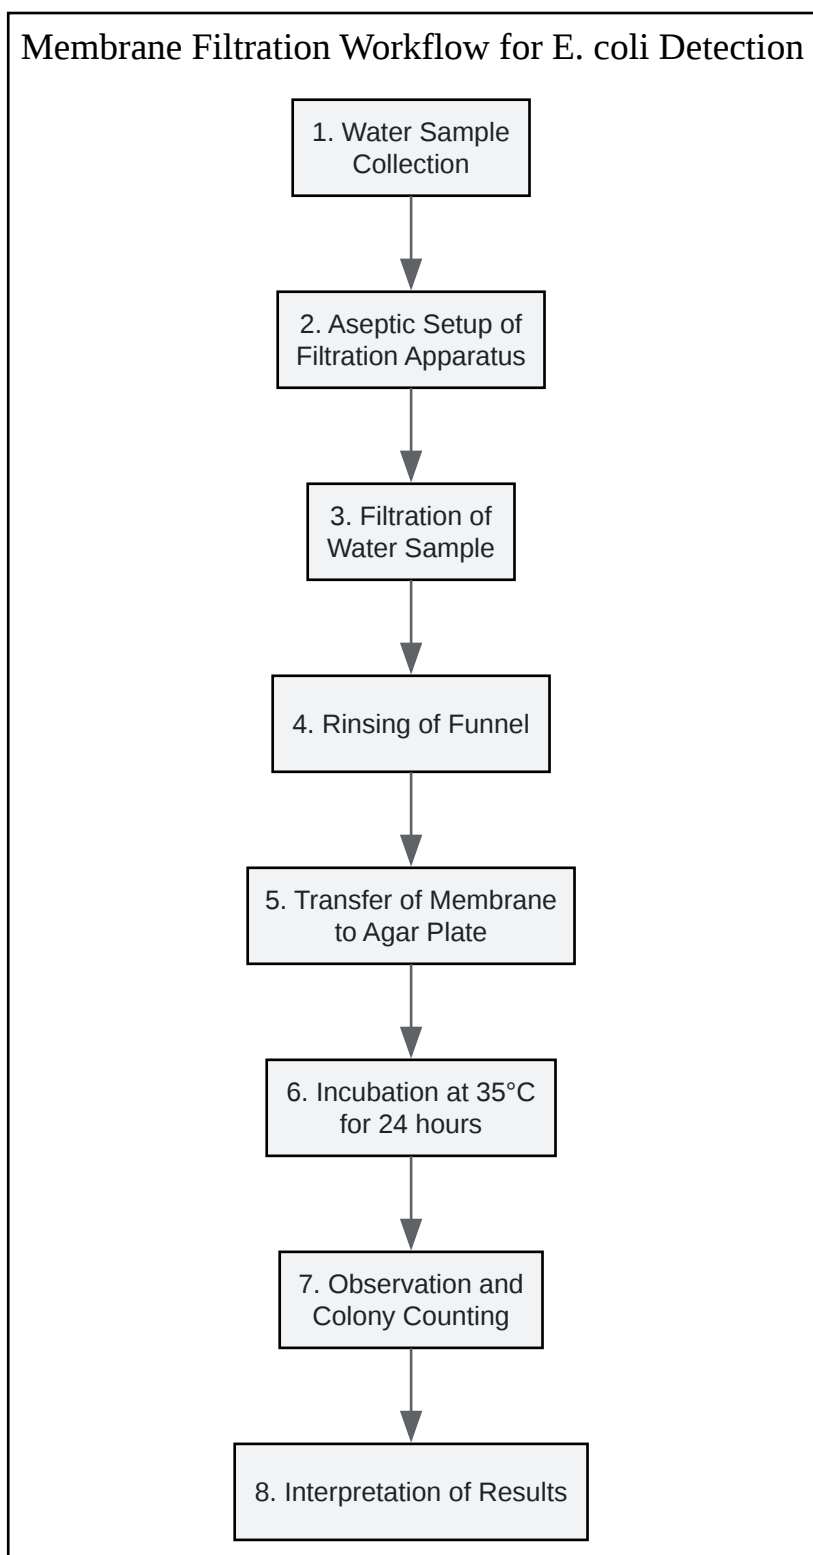 Membrane Filtration Workflow for E. coli Detection
1. Water Sample
Collection
2. Aseptic Setup of
Filtration Apparatus
3. Filtration of
Water Sample
4. Rinsing of Funnel
5. Transfer of Membrane
to Agar Plate
6. Incubation at 35°C
for 24 hours
7. Observation and
Colony Counting
8. Interpretation of Results